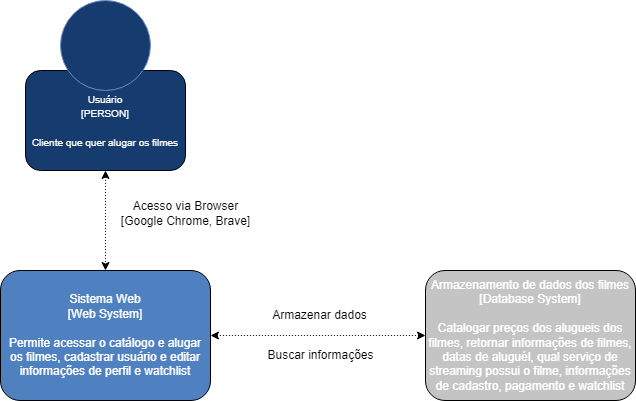 Usuário
[PERSON]
Cliente que quer alugar os filmes
Acesso via Browser
[Google Chrome, Brave]
Sistema Web
[Web System]
Permite acessar o catálogo e alugar
os filmes, cadastrar usuário e editar
informações de perfil e watchlist
Armazenar dados
Buscar informações
Armazenamento de dados dos filmes
[Database System]
Catalogar preços dos alugueis dos
filmes, retornar informações de filmes,
datas de aluguél, qual serviço de
streaming possui o filme, informações
de cadastro, pagamento e watchlist